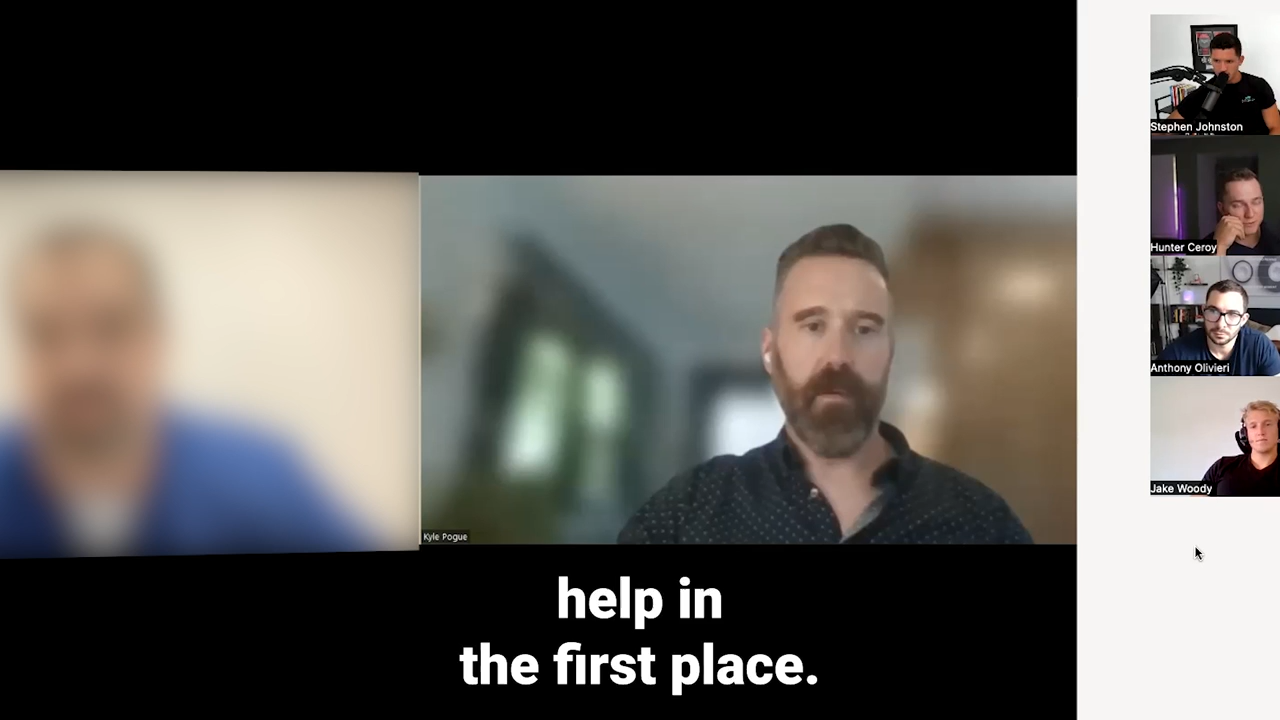 Stephen Johnston
Hunter Ceroy
Anthony Olivieri
Jake Woody
Kyle Pogue
help in
the first place.